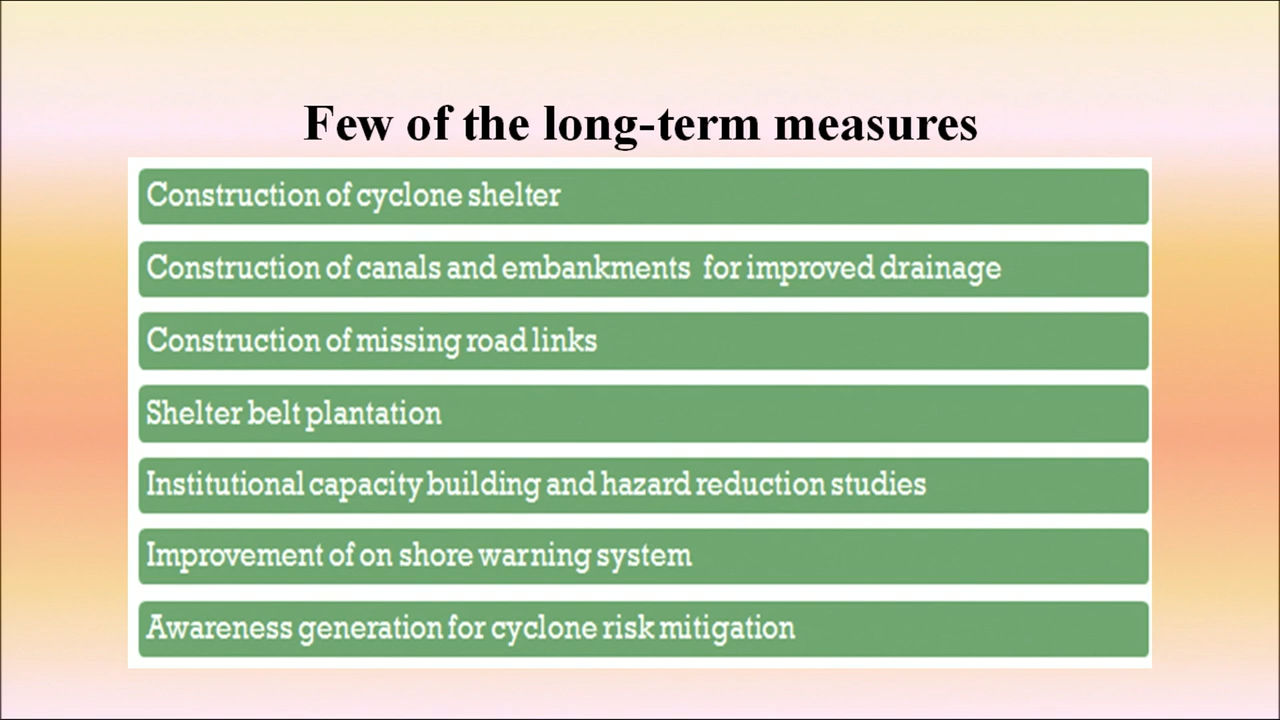 Few of the long-term measures
Construction of cyclone shelter
Construction of canals and embankments for improved drainage
Construction of missing road links
Shelter belt plantation
Institutional capacity building and hazard reduction studies
Improvement of on shore warning system
Awareness generation for cyclone risk mitigation